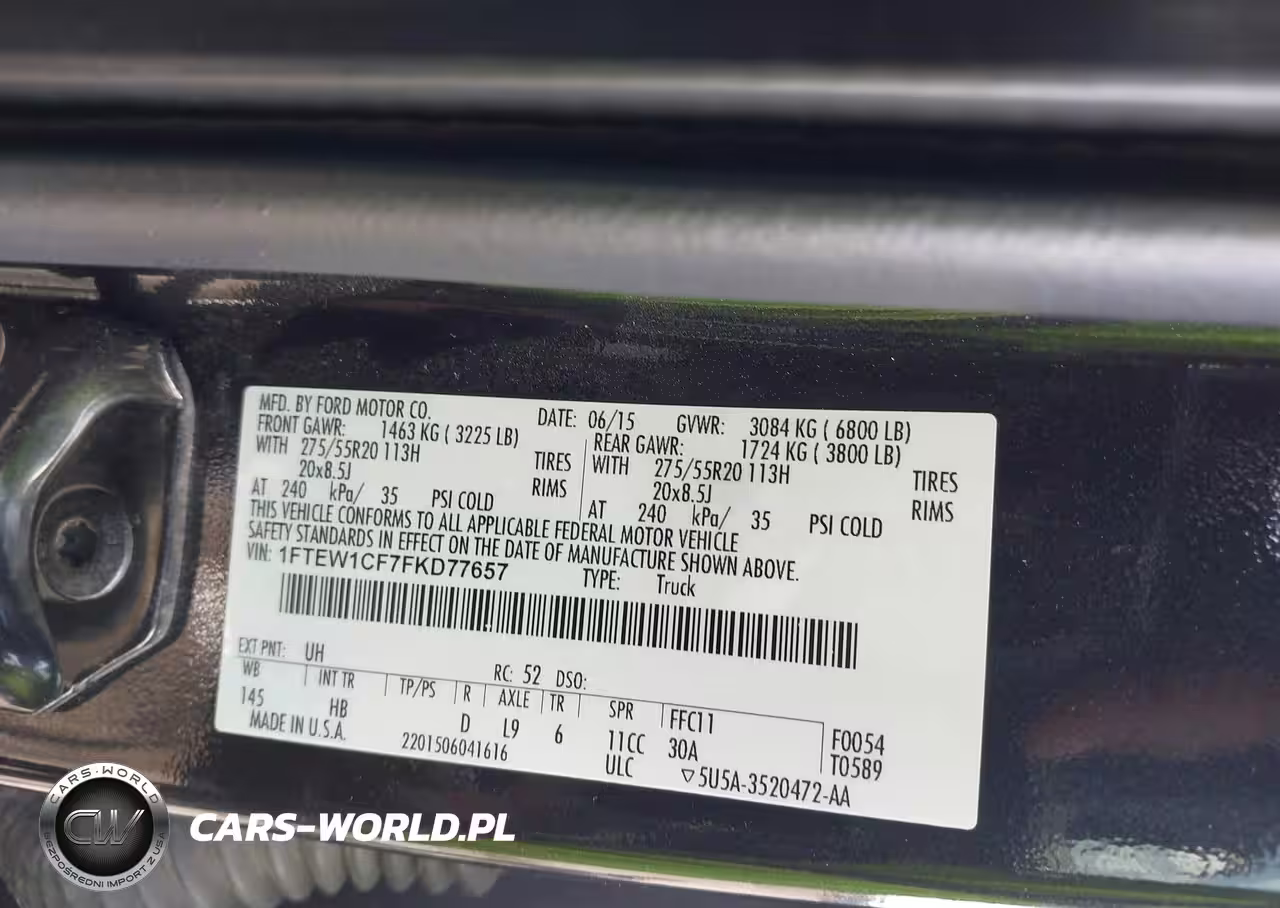 MFD. BY FORD MOTOR CO. DATE: 06/15 GVWR: 3084 KG ( 6800 LB)
FRONT GAWR: 1463 KG ( 3225 LB) REAR GAWR: 1724 KG ( 3800 LB)
WITH 275/55R20 113H TIRES WITH 275/55R20 113H TIRES
20x8.5J RIMS 20x8.5J RIMS
AT 240 kPa/ 35 PSI COLD AT 240 kPa/ 35 PSI COLD
THIS VEHICLE CONFORMS TO ALL APPLICABLE FEDERAL MOTOR VEHICLE
SAFETY STANDARDS IN EFFECT ON THE DATE OF MANUFACTURE SHOWN ABOVE.
VIN: 1FTEW1CF7FKD77657 TYPE: Truck
EXT PNT: UH RC: 52 DSO:
WB INT TR TP/PS R AXLE TR SPR FFC11 F0054
145 HB D L9 6 11CC 30A T0589
MADE IN U.S.A. 2201506041616 ULC ▽5U5A-3520472-AA
CARS-WORLD
CW
BEZPOŚREDNI IMPORT Z USA
CARS-WORLD.PL